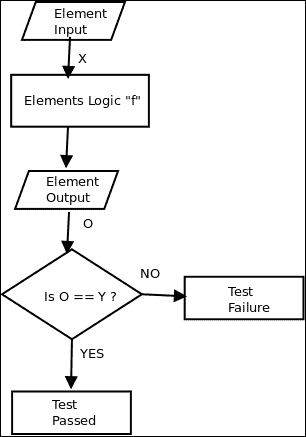 Element
Input
X
Elements Logic "f"
Element
Output
O
Is O == Y ?
NO
Test
Failure
YES
Test
Passed